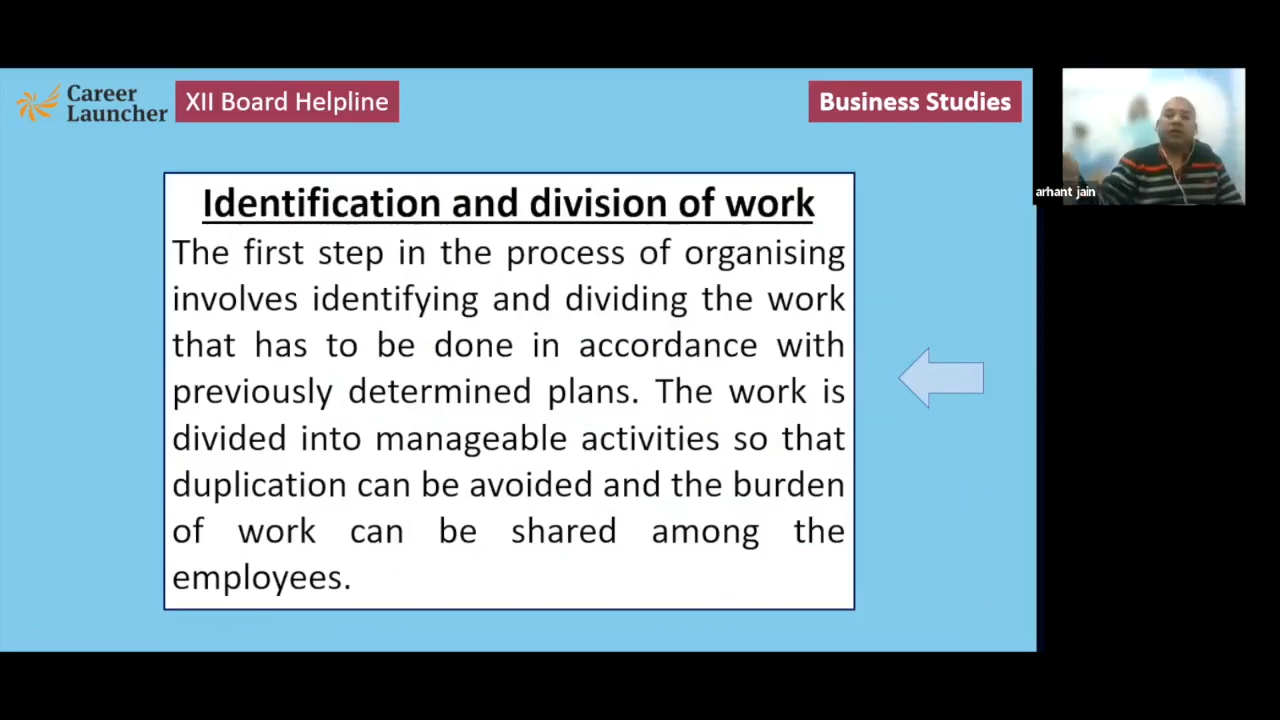 Career
Launcher
XII Board Helpline
Business Studies
arhant jain
Identification and division of work
The first step in the process of organising
involves identifying and dividing the work
that has to be done in accordance with
previously determined plans. The work is
divided into manageable activities so that
duplication can be avoided and the burden
of work can be shared among the
employees.